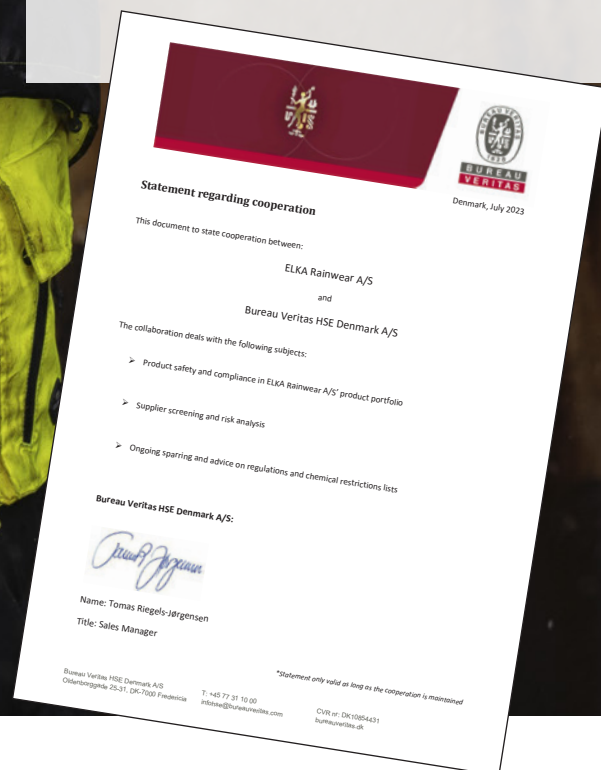 BUREAU VERITAS
1828
BUREAU
VERITAS
Denmark, July 2023
Statement regarding cooperation
This document to state cooperation between:
ELKA Rainwear A/S
and
Bureau Veritas HSE Denmark A/S
The collaboration deals with the following subjects:
➢ Product safety and compliance in ELKA Rainwear A/S' product portfolio
➢ Supplier screening and risk analysis
➢ Ongoing sparring and advice on regulations and chemical restrictions lists
Bureau Veritas HSE Denmark A/S:
Name: Tomas Riegels-Jørgensen
Title: Sales Manager
*Statement only valid as long as the cooperation is maintained
Bureau Veritas HSE Denmark A/S
Oldenborggade 25-31, DK-7000 Fredericia
T: +45 77 31 10 00
infohse@bureauveritas.com
CVR nr: DK10854431
bureauveritas.dk